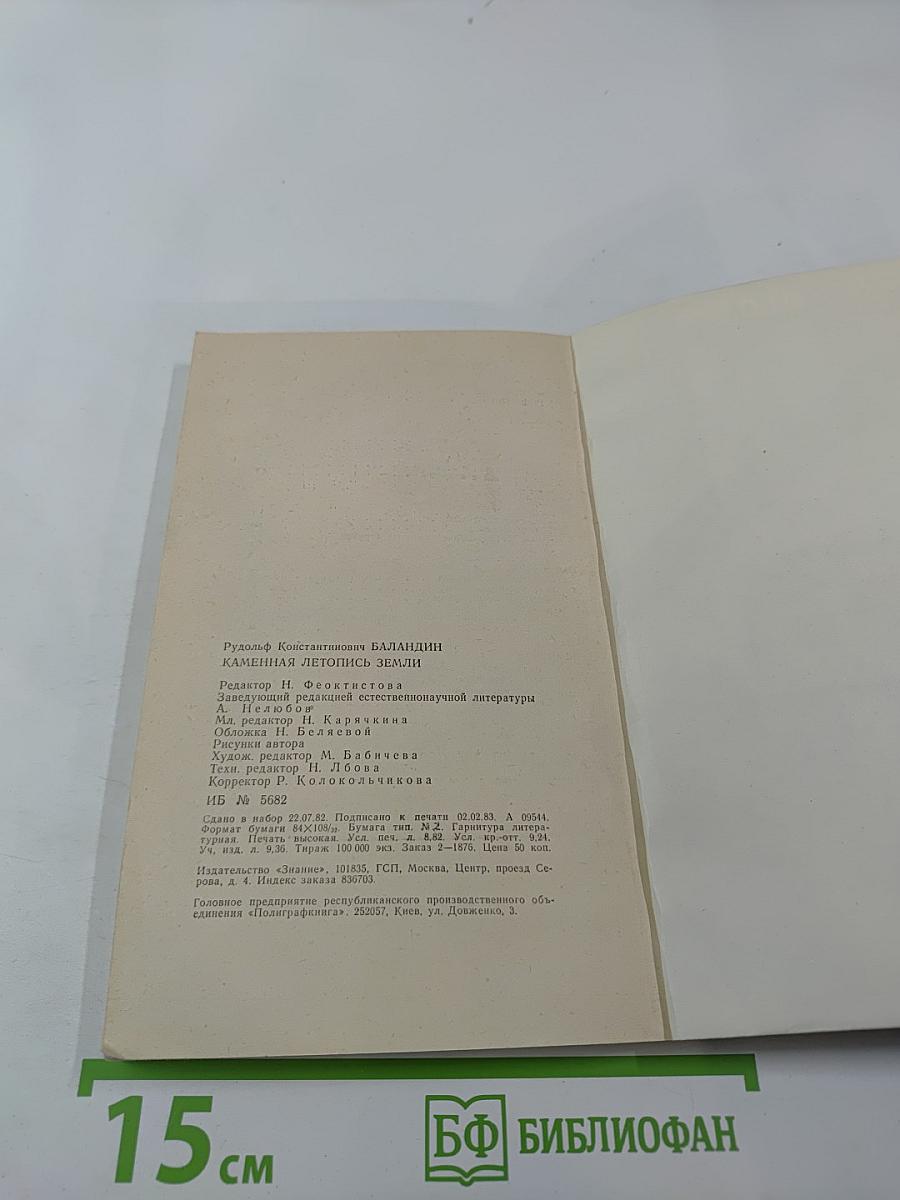 Рудольф Константинович БАЛАНДИН
КАМЕННАЯ ЛЕТОПИСЬ ЗЕМЛИ
Редактор Н. Феоктистова
Заведующий редакцией естественнонаучной литературы
А. Нелюбов
Мл. редактор Н. Карячкина
Обложка Н. Беляевой
Рисунки автора
Худож. редактор М. Бабичева
Техн. редактор Н. Лбова
Корректор Р. Колокольчикова
ИБ № 5682
Сдано в набор 22.07.82. Подписано к печати 02.02.83. А 09544.
Формат бумаги 84×108/32. Бумага тип. № 2. Гарнитура литера-
турная. Печать высокая. Усл. печ. л. 8,82. Усл. кр.-отт. 9,24.
Уч. изд. л. 9,36. Тираж 100 000 экз. Заказ 2—1876. Цена 50 коп.
Издательство «Знание». 101835, ГСП, Москва, Центр, проезд Се-
рова, д. 4. Индекс заказа 836703.
Головное предприятие республиканского производственного объ-
единения «Полиграфкнига». 252057, Киев, ул. Довженко, 3.
15 см
БФ БИБЛИОФАН